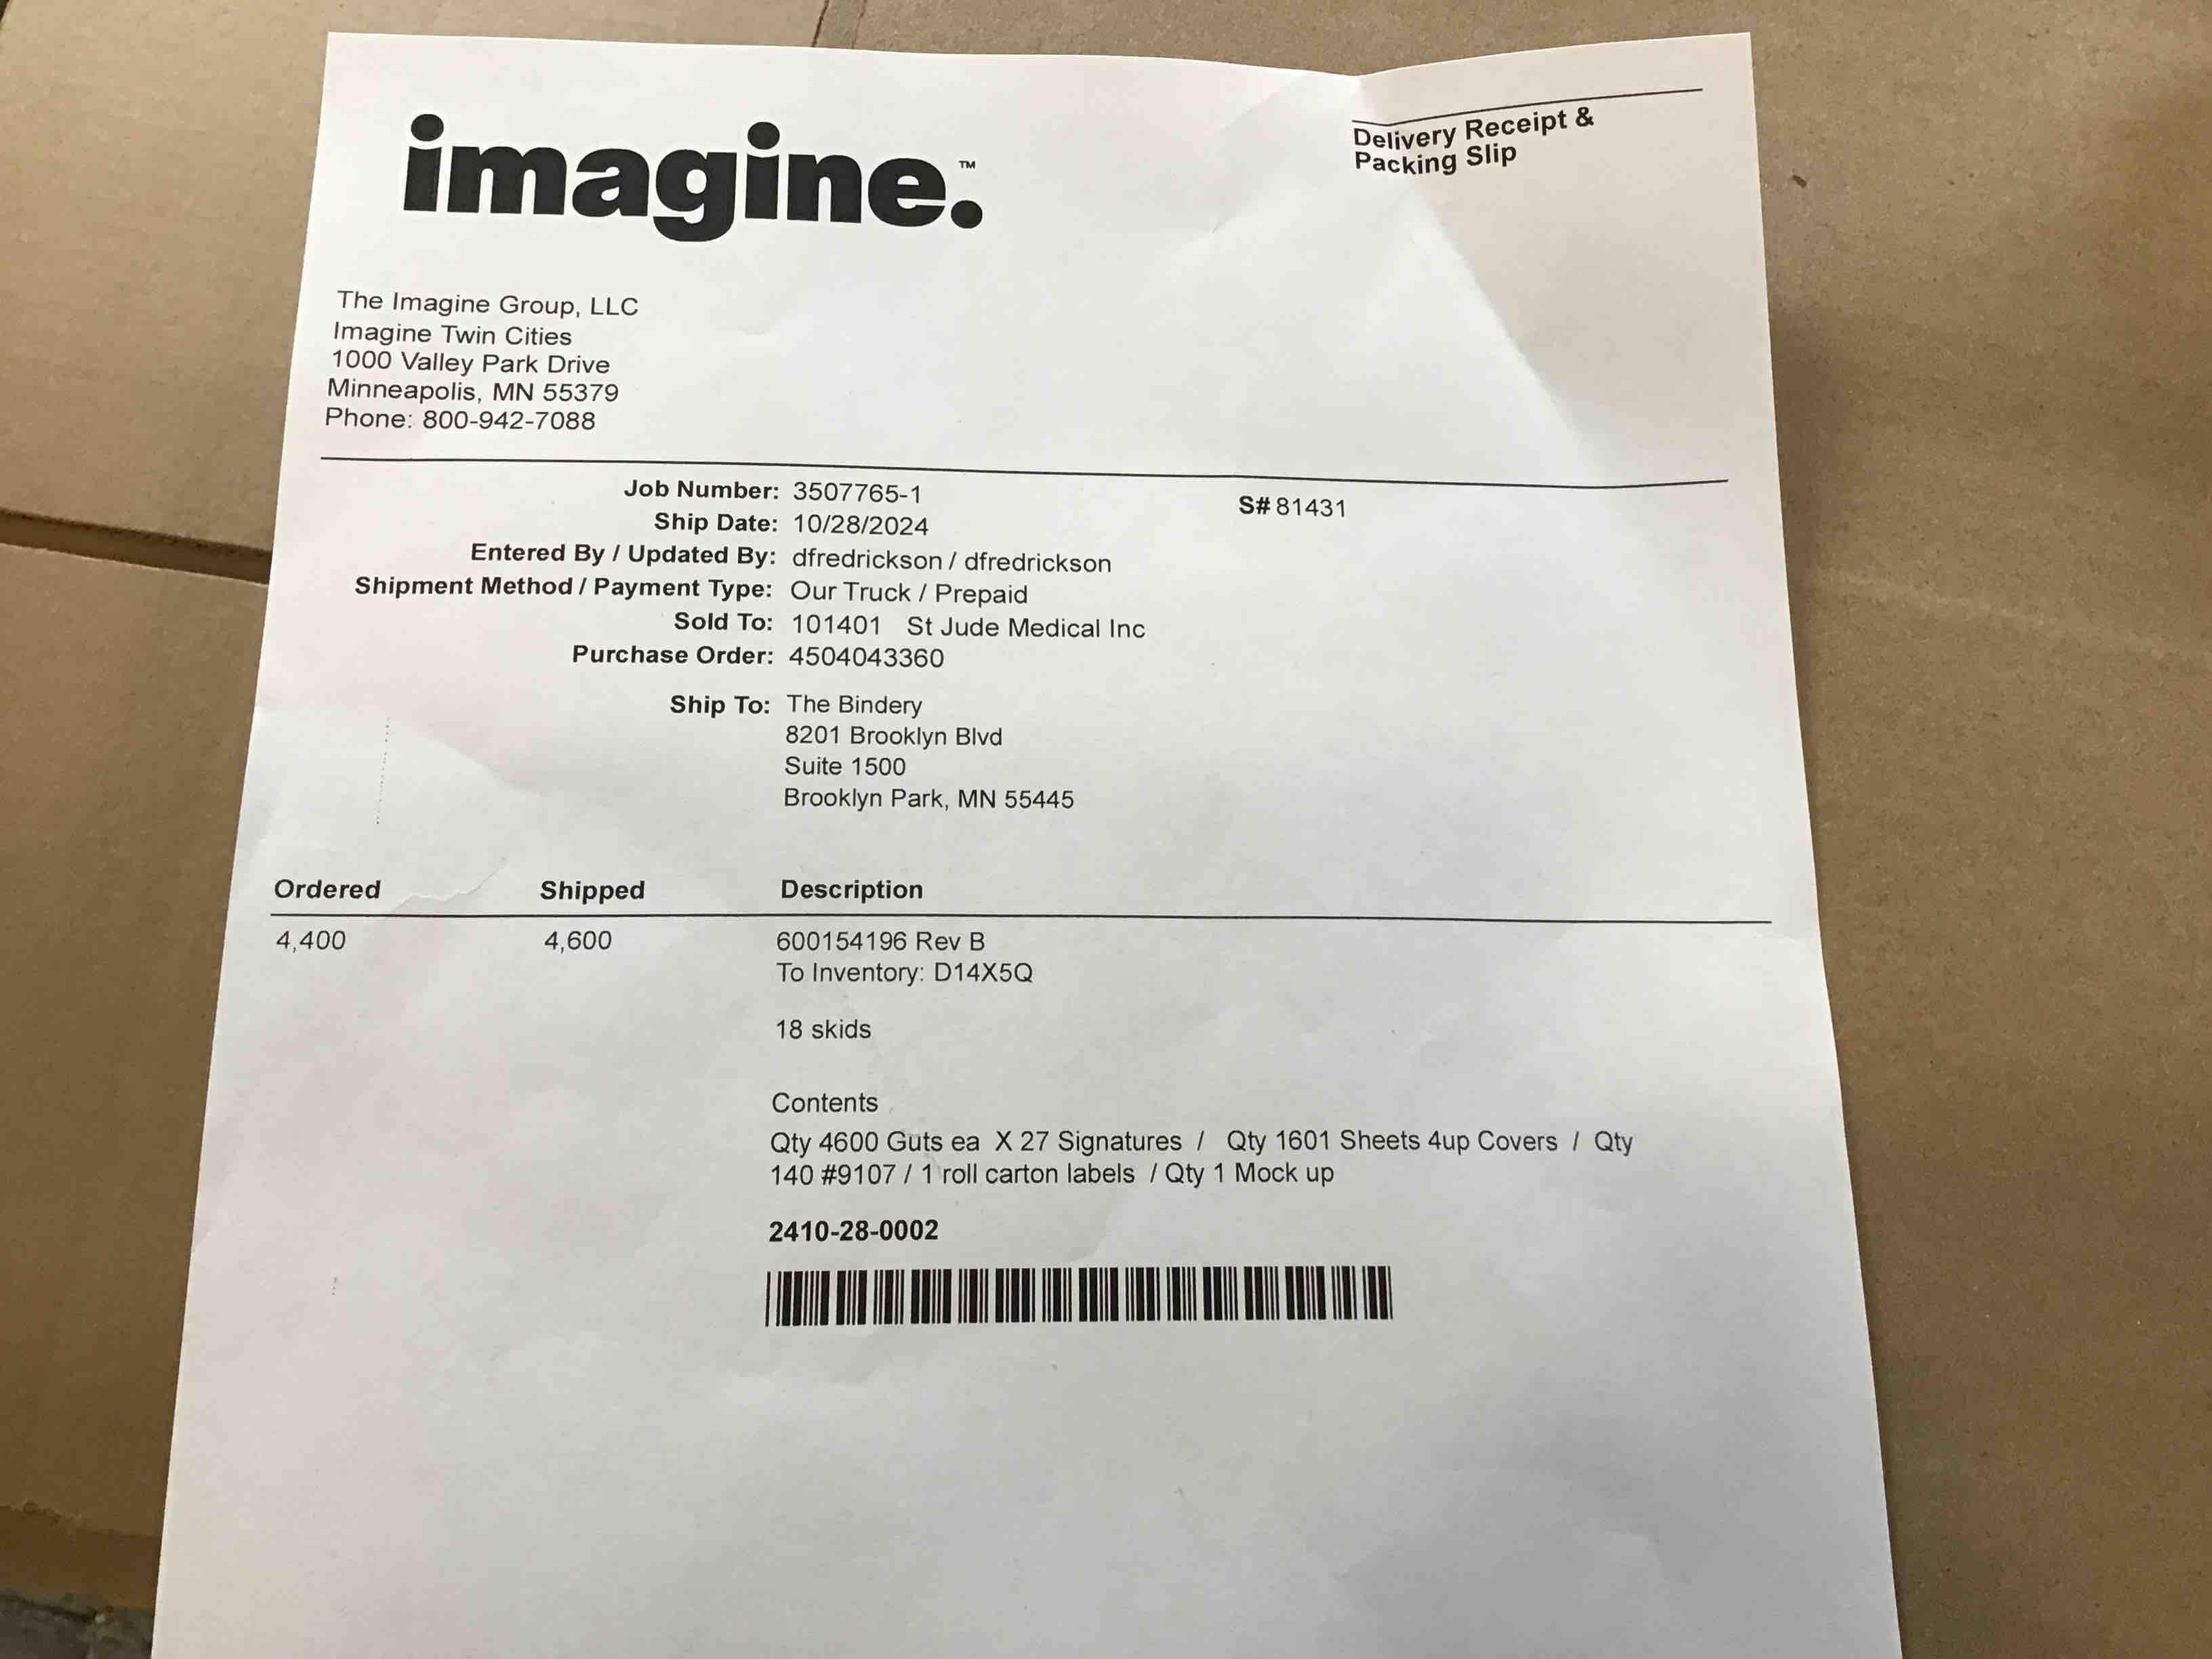 imagine.™
Delivery Receipt &
Packing Slip
The Imagine Group, LLC
Imagine Twin Cities
1000 Valley Park Drive
Minneapolis, MN 55379
Phone: 800-942-7088
Job Number: 3507765-1
S# 81431
Ship Date: 10/28/2024
Entered By / Updated By: dfredrickson / dfredrickson
Shipment Method / Payment Type: Our Truck / Prepaid
Sold To: 101401 St Jude Medical Inc
Purchase Order: 4504043360
Ship To: The Bindery
8201 Brooklyn Blvd
Suite 1500
Brooklyn Park, MN 55445
Ordered Shipped Description
4,400 4,600 600154196 Rev B
To Inventory: D14X5Q
18 skids
Contents
Qty 4600 Guts ea X 27 Signatures / Qty 1601 Sheets 4up Covers / Qty
140 #9107 / 1 roll carton labels / Qty 1 Mock up
2410-28-0002